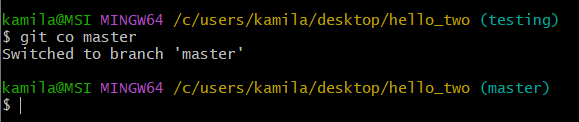 kamila@MSI MINGW64 /c/users/kamila/desktop/hello_two (testing)
$ git co master
Switched to branch 'master'
kamila@MSI MINGW64 /c/users/kamila/desktop/hello_two (master)
$